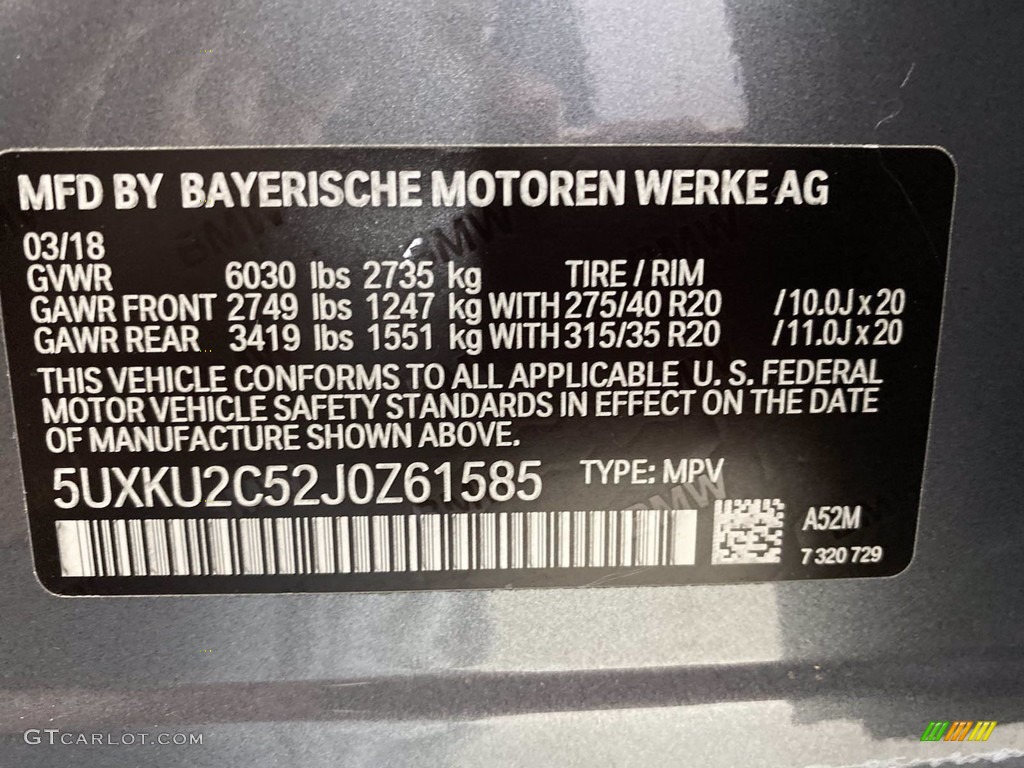 MFD BY BAYERISCHE MOTOREN WERKE AG
03/18
GVWR 6030 lbs 2735 kg TIRE / RIM
GAWR FRONT 2749 lbs 1247 kg WITH 275/40 R20 /10.0J x 20
GAWR REAR 3419 lbs 1551 kg WITH 315/35 R20 /11.0J x 20
THIS VEHICLE CONFORMS TO ALL APPLICABLE U. S. FEDERAL
MOTOR VEHICLE SAFETY STANDARDS IN EFFECT ON THE DATE
OF MANUFACTURE SHOWN ABOVE.
5UXKU2C52J0Z61585 TYPE: MPV
A52M
7 320 729
GTcarlot.com